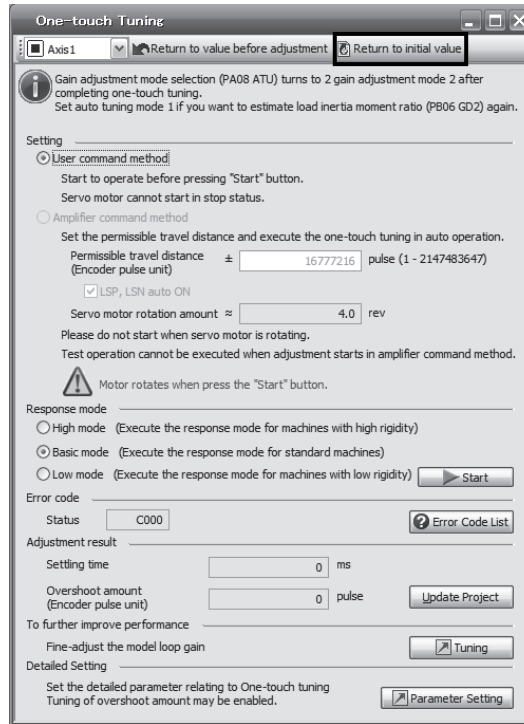 One-touch Tuning
Axis1 Return to value before adjustment Return to initial value
Gain adjustment mode selection (PA08 ATU) turns to 2 gain adjustment mode 2 after
completing one-touch tuning.
Set auto tuning mode 1 if you want to estimate load inertia moment ratio (PB06 GD2) again.
Setting
User command method
Start to operate before pressing "Start" button.
Servo motor cannot start in stop status.
Amplifier command method
Set the permissible travel distance and execute the one-touch tuning in auto operation.
Permissible travel distance
(Encoder pulse unit)
± 16777216 pulse (1 - 2147483647)
LSP, LSN auto ON
Servo motor rotation amount ≈ 4.0 rev
Please do not start when servo motor is rotating.
Test operation cannot be executed when adjustment starts in amplifier command method.
Motor rotates when press the "Start" button.
Response mode
High mode (Execute the response mode for machines with high rigidity)
Basic mode (Execute the response mode for standard machines)
Low mode (Execute the response mode for machines with low rigidity) Start
Error code
Status C000 Error Code List
Adjustment result
Settling time 0 ms
Overshoot amount
(Encoder pulse unit)
0 pulse Update Project
To further improve performance
Fine-adjust the model loop gain Tuning
Detailed Setting
Set the detailed parameter relating to One-touch tuning
Tuning of overshoot amount may be enabled.
Parameter Setting